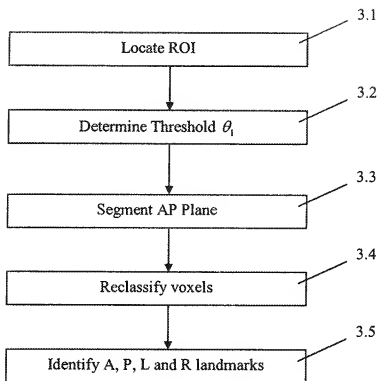 3.1
Locate ROI
3.2
Determine Threshold θ₁
3.3
Segment AP Plane
3.4
Reclassify voxels
3.5
Identify A, P, L and R landmarks